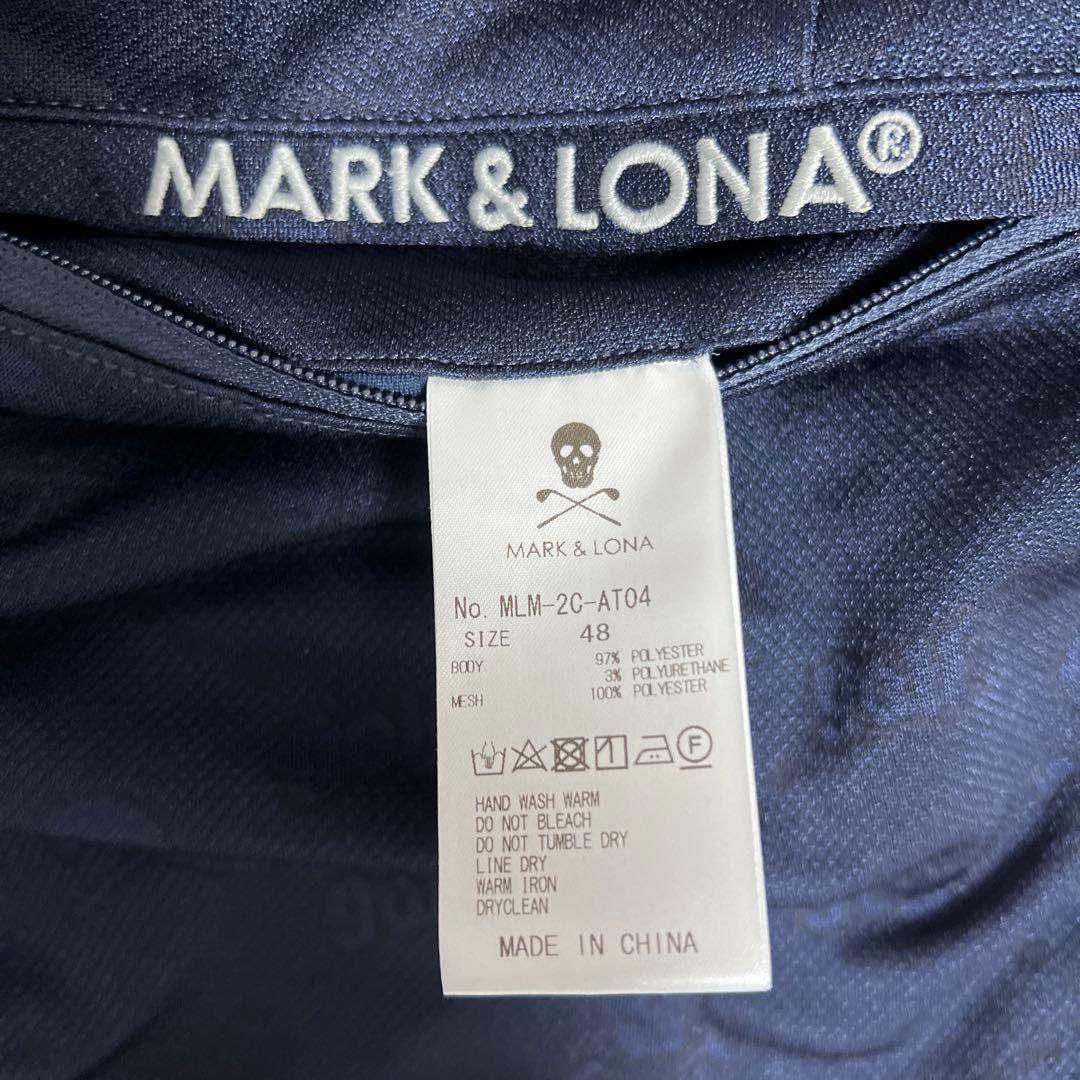 MARK & LONA®
MARK & LONA
No. MLM-2C-AT04
SIZE 48
BODY 97% POLYESTER
3% POLYURETHANE
MESH 100% POLYESTER
F
HAND WASH WARM
DO NOT BLEACH
DO NOT TUMBLE DRY
LINE DRY
WARM IRON
DRYCLEAN
MADE IN CHINA